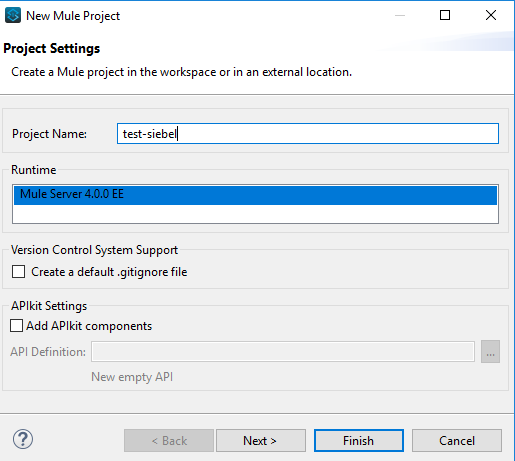 New Mule Project
Project Settings
Create a Mule project in the workspace or in an external location.
Project Name: test-siebel
Runtime
Mule Server 4.0.0 EE
Version Control System Support
Create a default .gitignore file
APIkit Settings
Add APIkit components
API Definition: ...
New empty API
? < Back Next > Finish Cancel